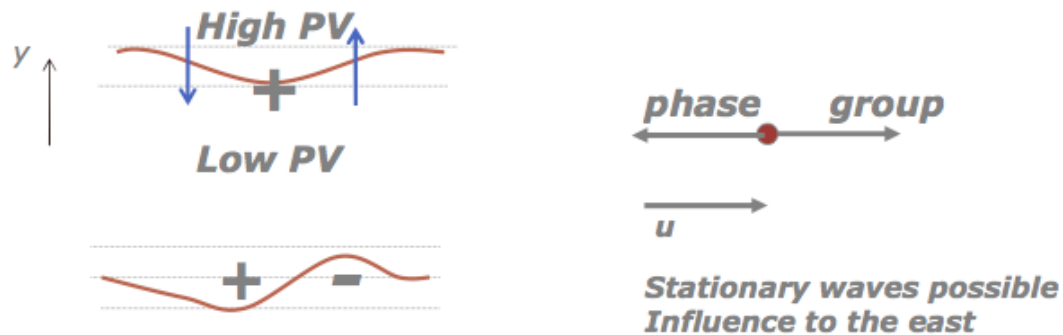 High PV
y
+
Low PV
phase group
u
+ -
Stationary waves possible
Influence to the east